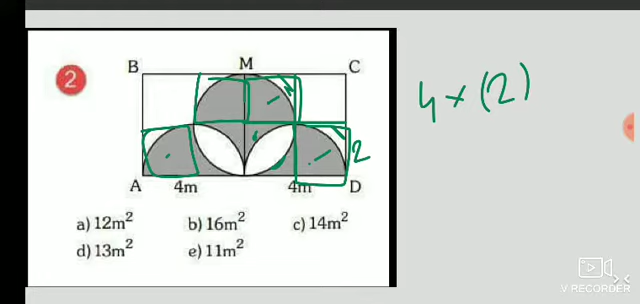 2
B M C
4 × (2)
2
A 4m 4m D
a) 12m² b) 16m² c) 14m²
d) 13m² e) 11m²
V RECORDER